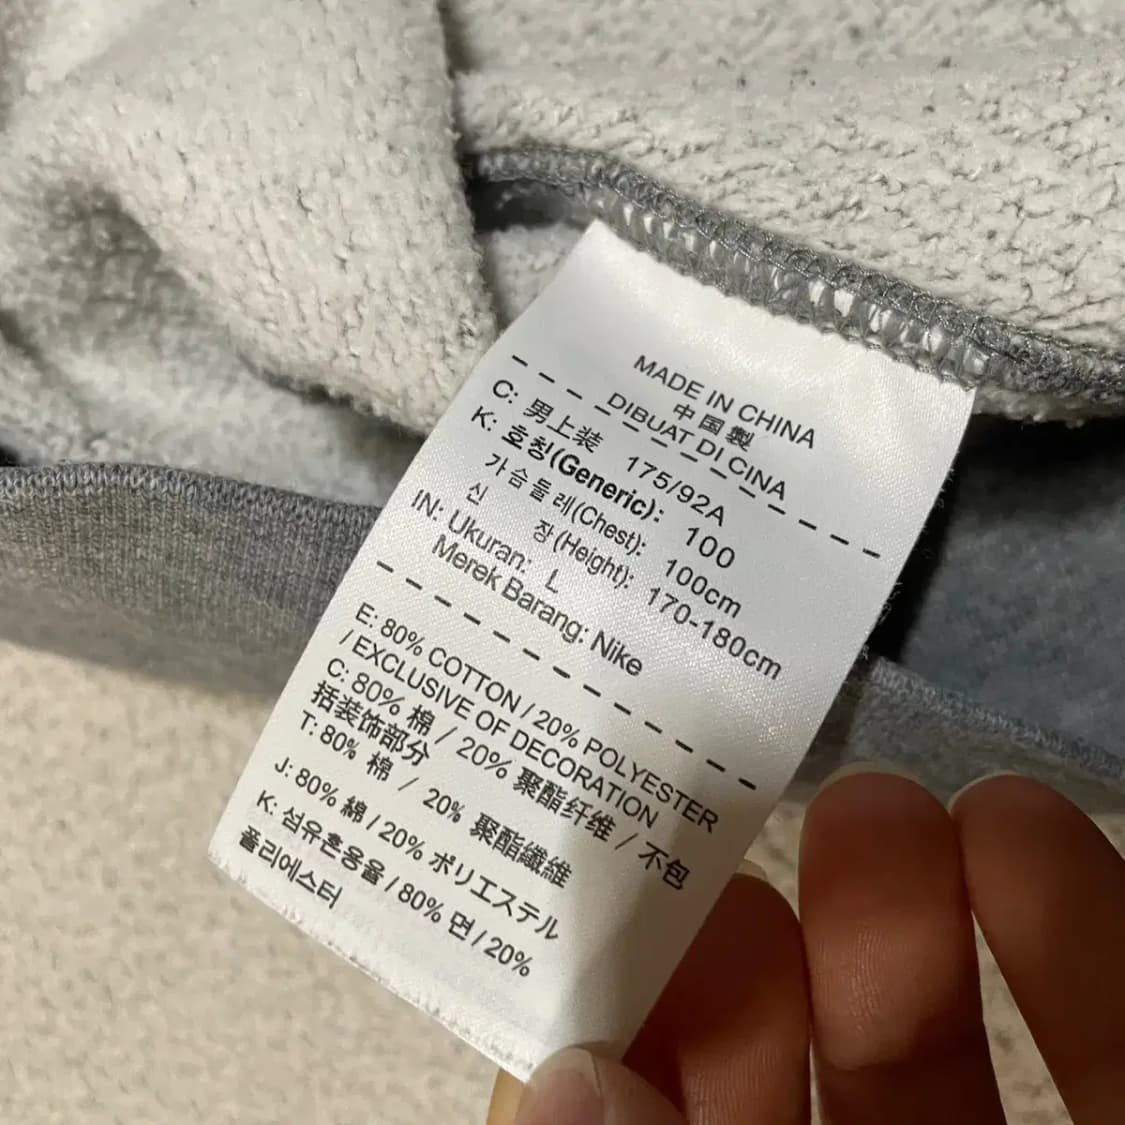 MADE IN CHINA
中國製
DIBUAT DI CINA
C: 男上装 175/92A
K: 호칭(Generic): 100
가슴둘레(Chest): 100cm
신 장(Height): 170-180cm
IN: Ukuran: L
Merek Barang: Nike
E: 80% COTTON / 20% POLYESTER
/ EXCLUSIVE OF DECORATION
C: 80% 棉 / 20% 聚酯纤维 / 不包
括装饰部分
T: 80% 棉 / 20% 聚酯纖維
J: 80% 綿 / 20% ポリエステル
K: 섬유혼용율 / 80% 면 / 20%
폴리에스터